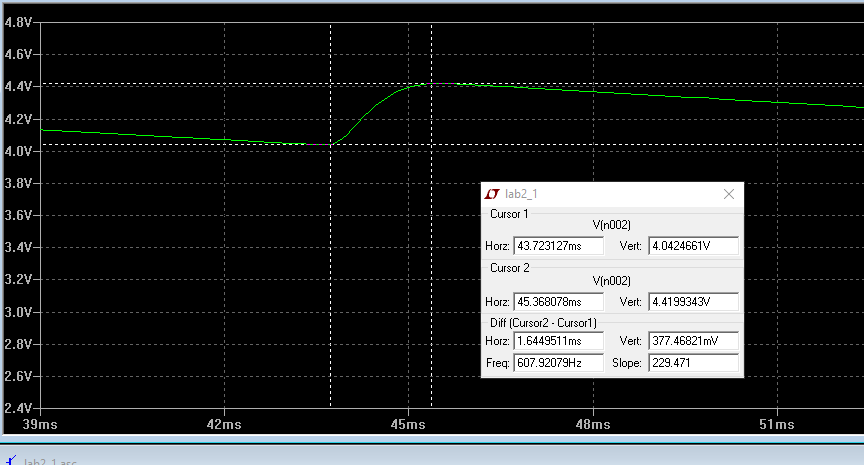 4.8V
4.6V
4.4V
4.2V
4.0V
3.8V
3.6V
3.4V
3.2V
3.0V
2.8V
2.6V
2.4V
39ms 42ms 45ms 48ms 51ms
lab2_1
Cursor 1
V(n002)
Horz: 43.723127ms Vert: 4.0424661V
Cursor 2
V(n002)
Horz: 45.368078ms Vert: 4.4199343V
Diff (Cursor2 - Cursor1)
Horz: 1.6449511ms Vert: 377.46821mV
Freq: 607.92079Hz Slope: 229.471
lab2_1.asc